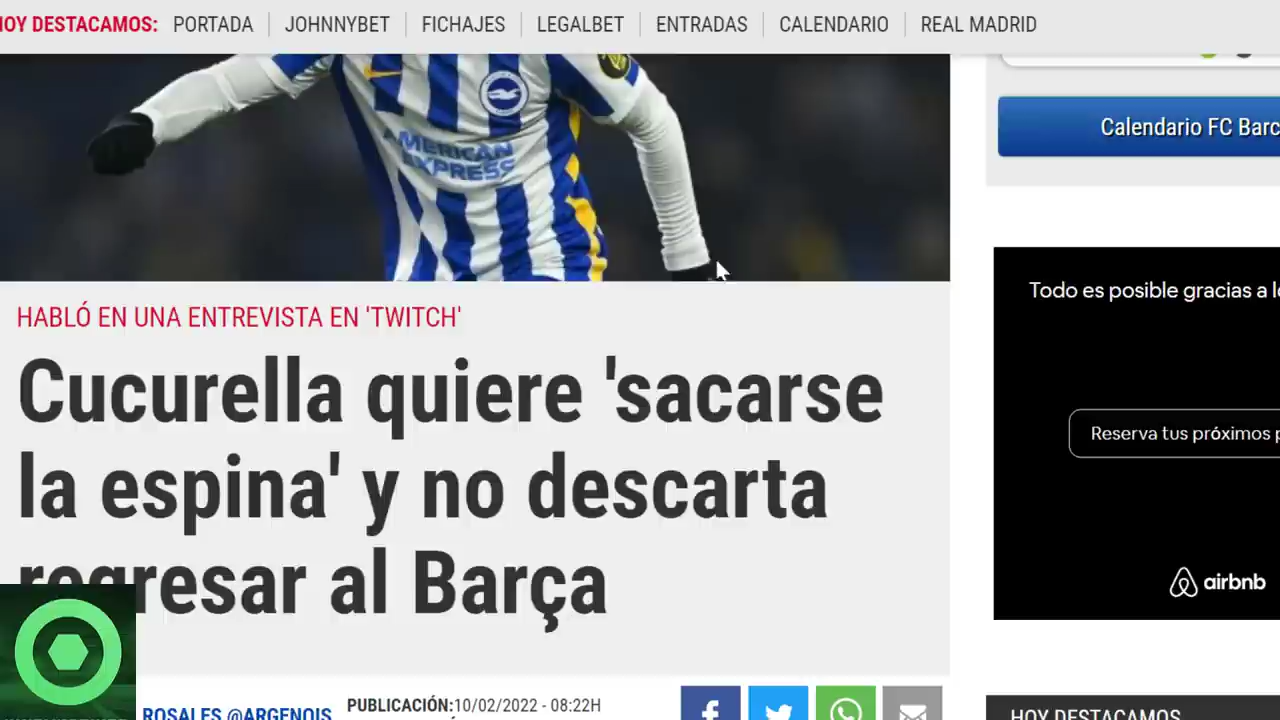 HOY DESTACAMOS: PORTADA JOHNNYBET FICHAJES LEGALBET ENTRADAS CALENDARIO REAL MADRID
AMERICAN
EXPRESS
Calendario FC Barc
HABLÓ EN UNA ENTREVISTA EN 'TWITCH'
Cucurella quiere 'sacarse
la espina' y no descarta
regresar al Barça
Todo es posible gracias a lo
Reserva tus próximos p
airbnb
ROSALES @ARGENOIS
PUBLICACIÓN:10/02/2022 - 08:22H
HOY DESTACAMOS